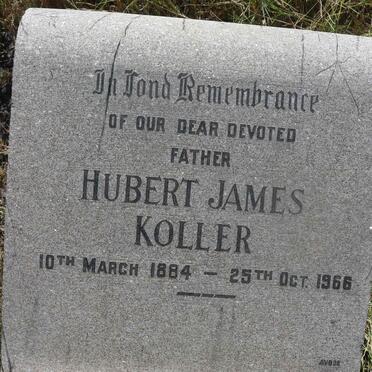 In Fond Remembrance
OF OUR DEAR DEVOTED
FATHER
HUBERT JAMES
KOLLER
10TH MARCH 1884 — 25TH OCT. 1966